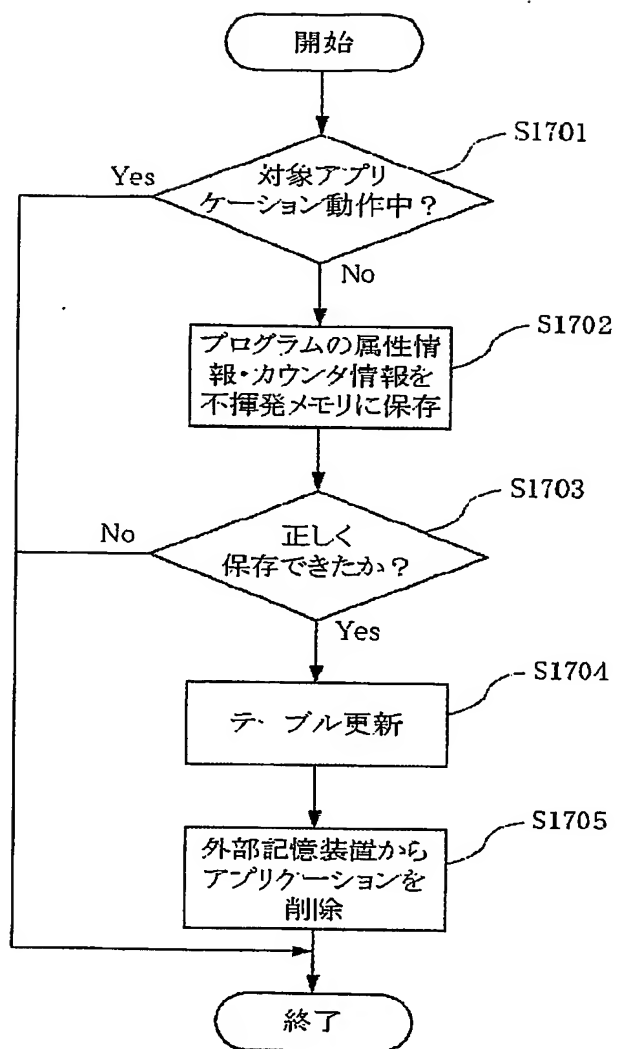 開始
S1701
Yes
対象アプリ
ケーション動作中?
No
S1702
プログラムの属性情
報・カウンタ情報を
不揮発メモリに保存
S1703
No
正しく
保存できたか?
Yes
S1704
テーブル更新
S1705
外部記憶装置から
アプリケーションを
削除
終了